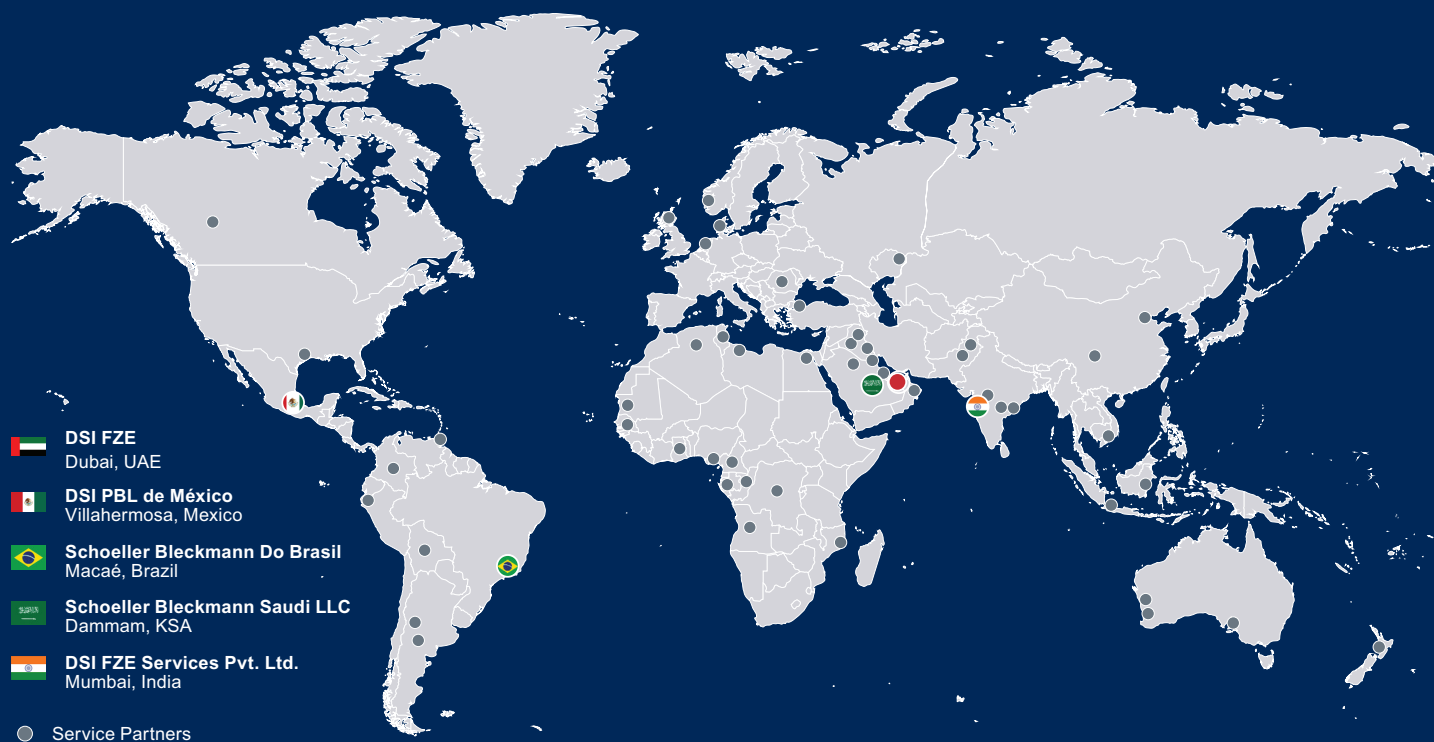 DSI FZE
Dubai, UAE
DSI PBL de México
Villahermosa, Mexico
Schoeller Bleckmann Do Brasil
Macaé, Brazil
Schoeller Bleckmann Saudi LLC
Dammam, KSA
DSI FZE Services Pvt. Ltd.
Mumbai, India
Service Partners